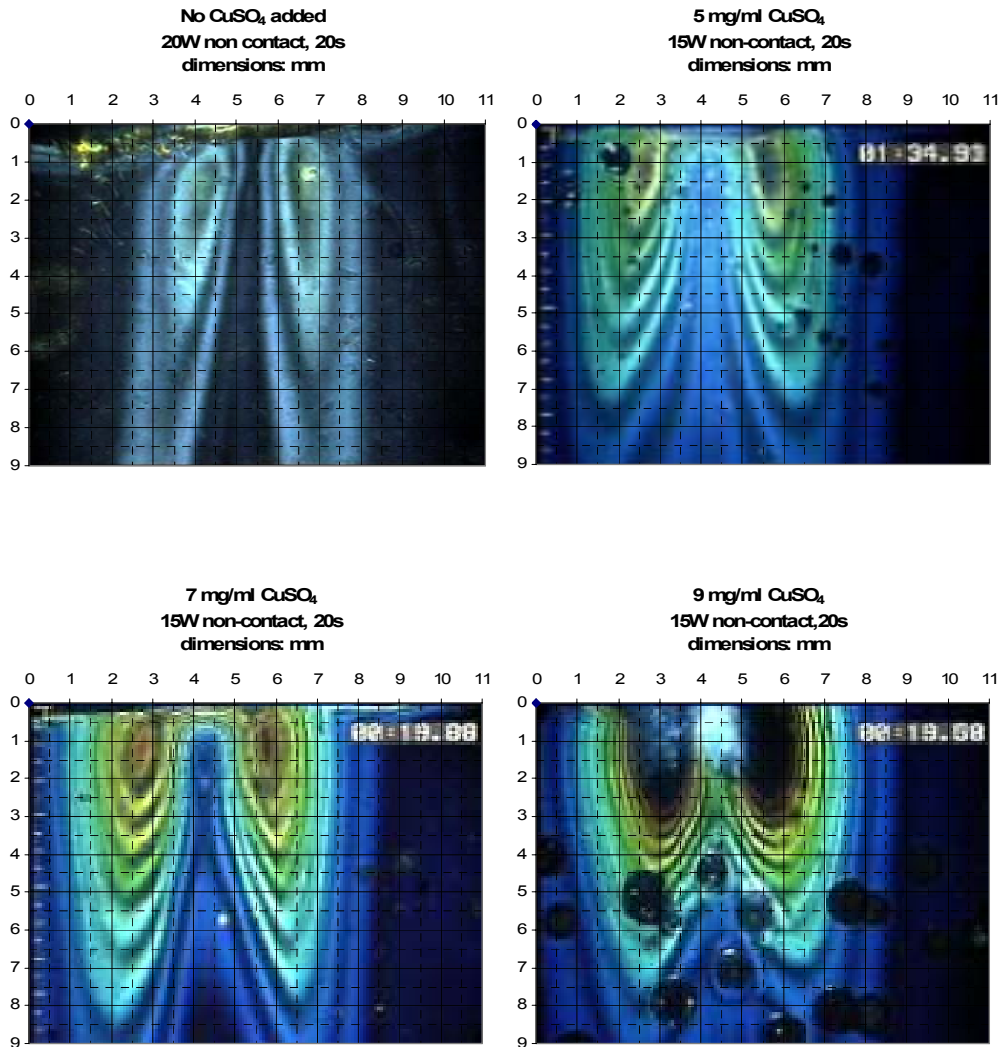 No CuSO₄ added
20W non contact, 20s
dimensions: mm
0 1 2 3 4 5 6 7 8 9 10 11
0
1
2
3
4
5
6
7
8
9
5 mg/ml CuSO₄
15W non-contact, 20s
dimensions: mm
0 1 2 3 4 5 6 7 8 9 10 11
0
1
2
3
4
5
6
7
8
9
01:34.93
7 mg/ml CuSO₄
15W non-contact, 20s
dimensions: mm
0 1 2 3 4 5 6 7 8 9 10 11
0
1
2
3
4
5
6
7
8
9
9 mg/ml CuSO₄
15W non-contact,20s
dimensions: mm
0 1 2 3 4 5 6 7 8 9 10 11
0
1
2
3
4
5
6
7
8
9
00:19.58